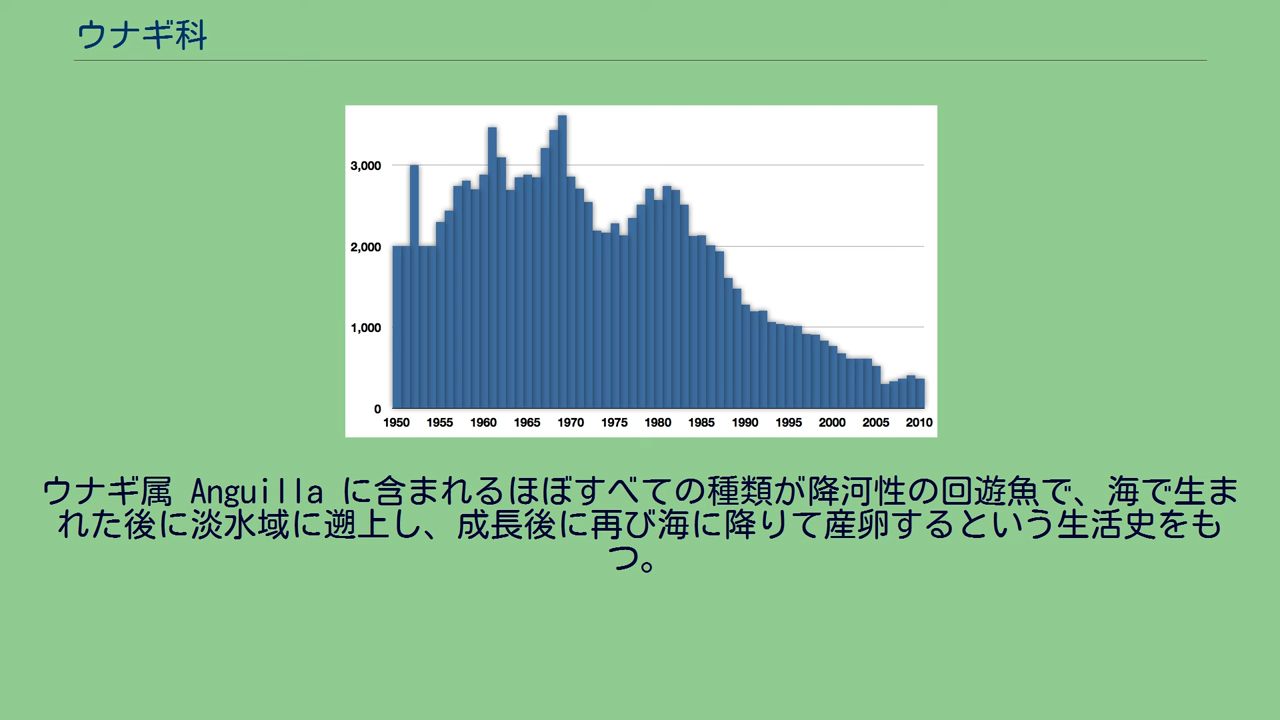 ウナギ科
3,000
2,000
1,000
0
1950 1955 1960 1965 1970 1975 1980 1985 1990 1995 2000 2005 2010
ウナギ属 Anguilla に含まれるほぼすべての種類が降河性の回遊魚で、海で生ま
れた後に淡水域に遡上し、成長後に再び海に降りて産卵するという生活史をも
つ。